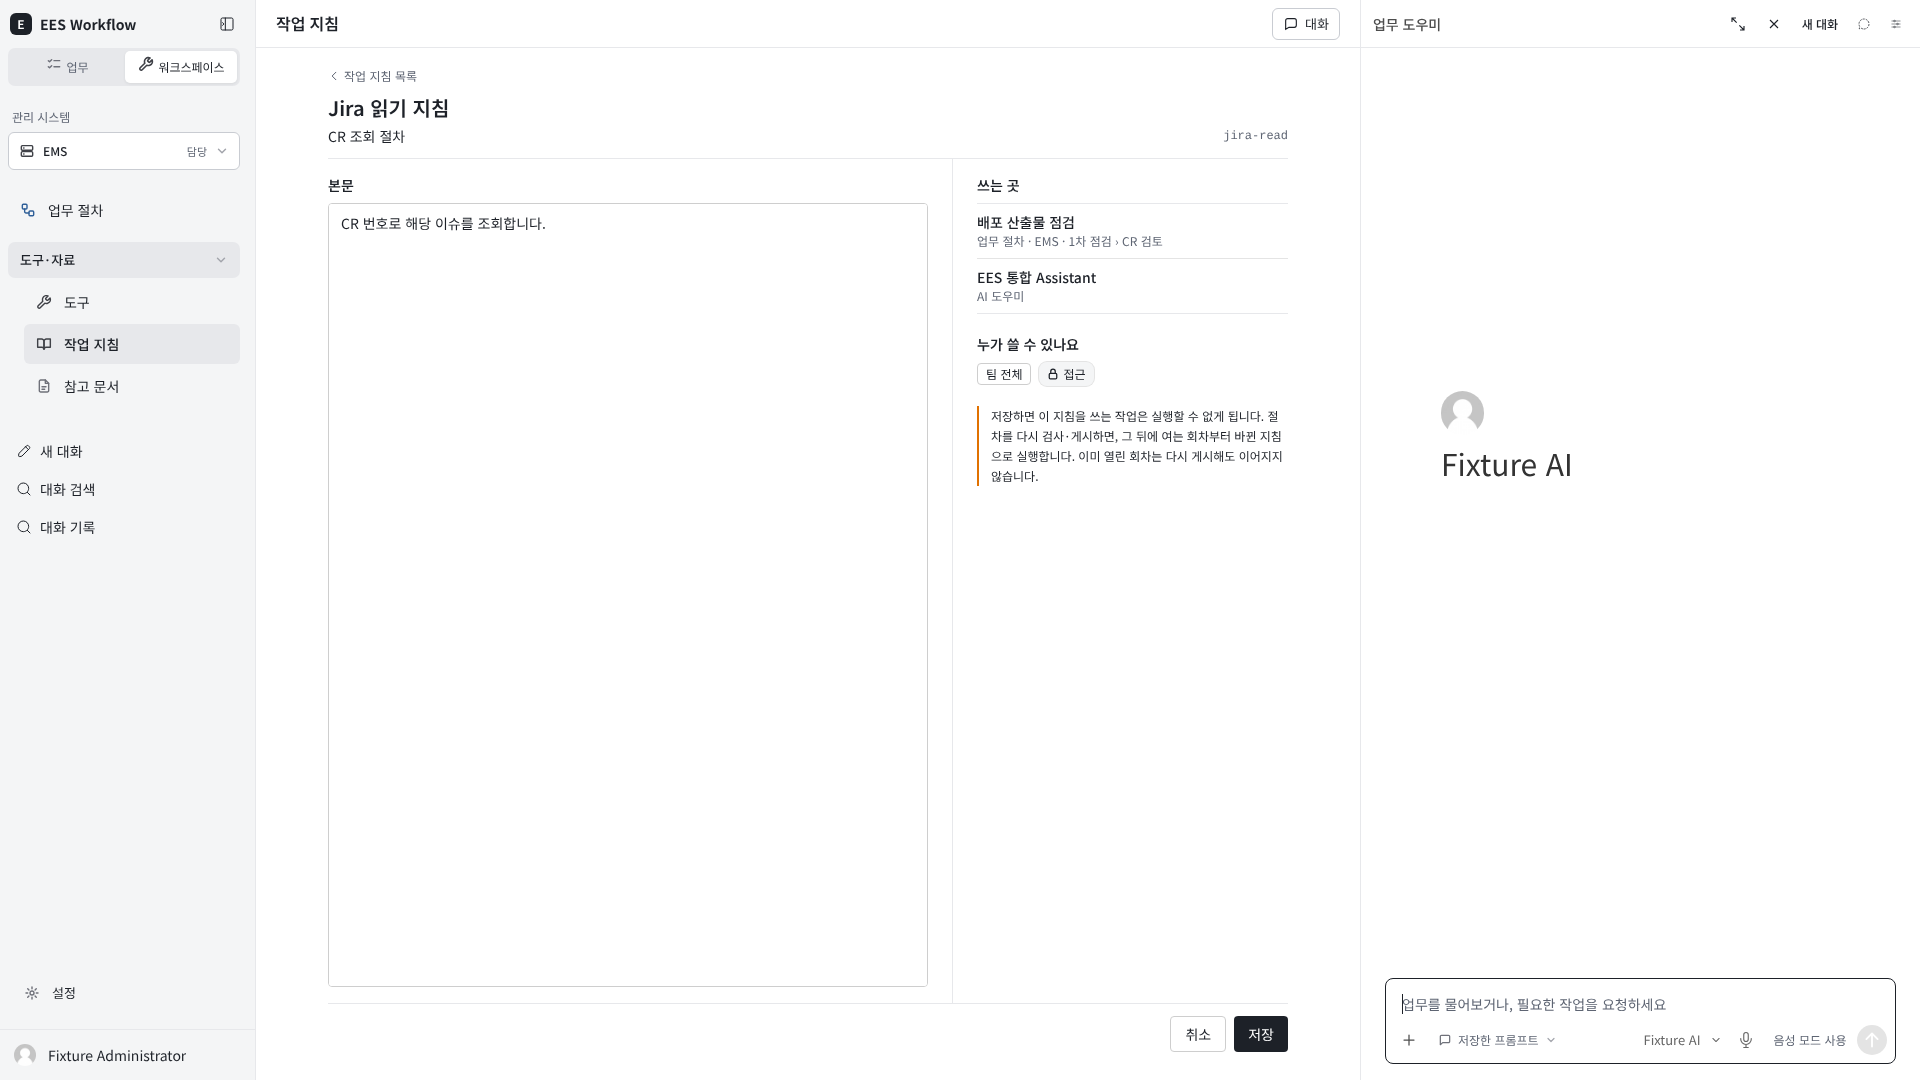 E EES Workflow
업무
워크스페이스
관리 시스템
EMS 담당
업무 절차
도구·자료
도구
작업 지침
참고 문서
새 대화
대화 검색
대화 기록
설정
Fixture Administrator
작업 지침
대화
작업 지침 목록
Jira 읽기 지침
CR 조회 절차
jira-read
본문
CR 번호로 해당 이슈를 조회합니다.
쓰는 곳
배포 산출물 점검
업무 절차 · EMS · 1차 점검 › CR 검토
EES 통합 Assistant
AI 도우미
누가 쓸 수 있나요
팀 전체 접근
저장하면 이 지침을 쓰는 작업은 실행할 수 없게 됩니다. 절
차를 다시 검사·게시하면, 그 뒤에 여는 회차부터 바뀐 지침
으로 실행합니다. 이미 열린 회차는 다시 게시해도 이어지지
않습니다.
취소 저장
업무 도우미
새 대화
Fixture AI
업무를 물어보거나, 필요한 작업을 요청하세요
저장한 프롬프트
Fixture AI
음성 모드 사용